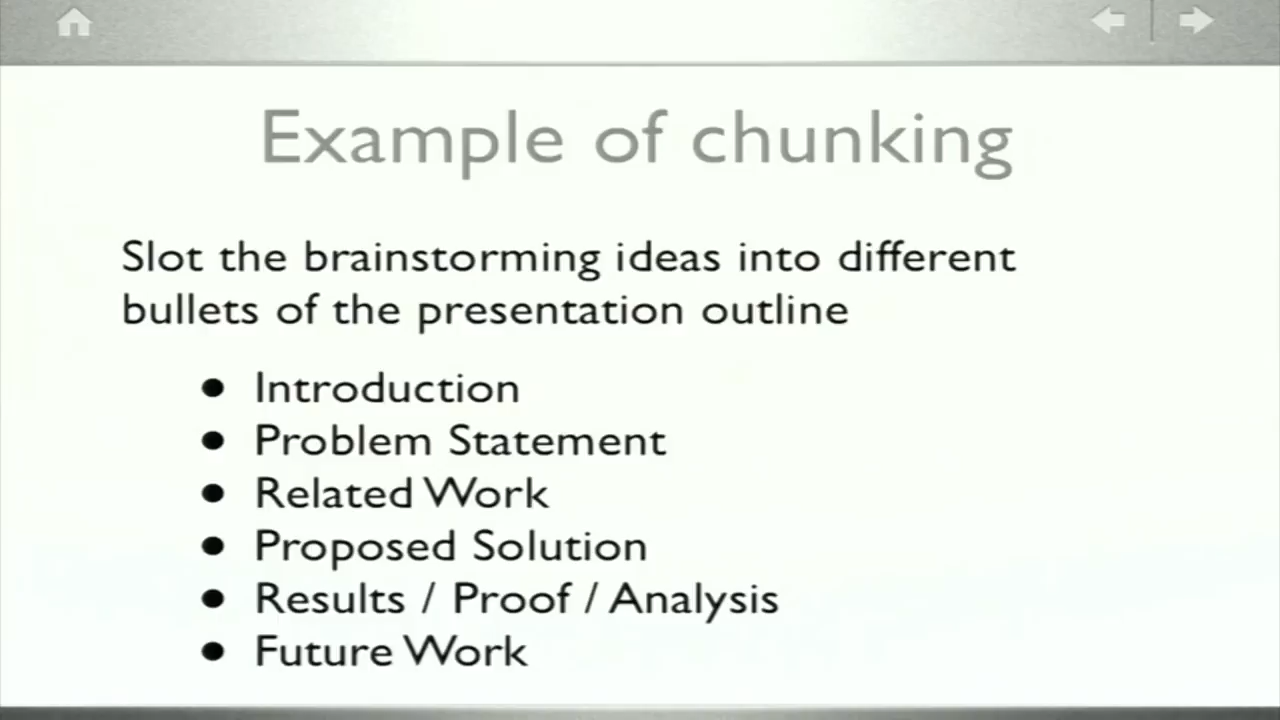 Example of chunking
Slot the brainstorming ideas into different
bullets of the presentation outline
● Introduction
● Problem Statement
● Related Work
● Proposed Solution
● Results / Proof / Analysis
● Future Work